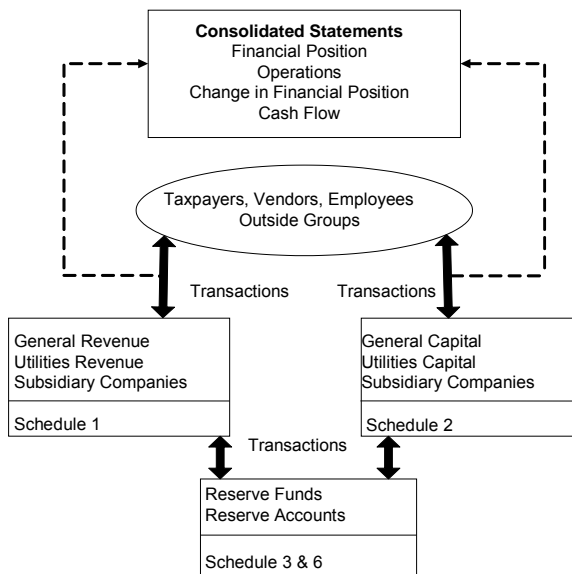 Consolidated Statements
Financial Position
Operations
Change in Financial Position
Cash Flow
Taxpayers, Vendors, Employees
Outside Groups
Transactions
Transactions
General Revenue
Utilities Revenue
Subsidiary Companies
Schedule 1
General Capital
Utilities Capital
Subsidiary Companies
Schedule 2
Transactions
Reserve Funds
Reserve Accounts
Schedule 3 & 6